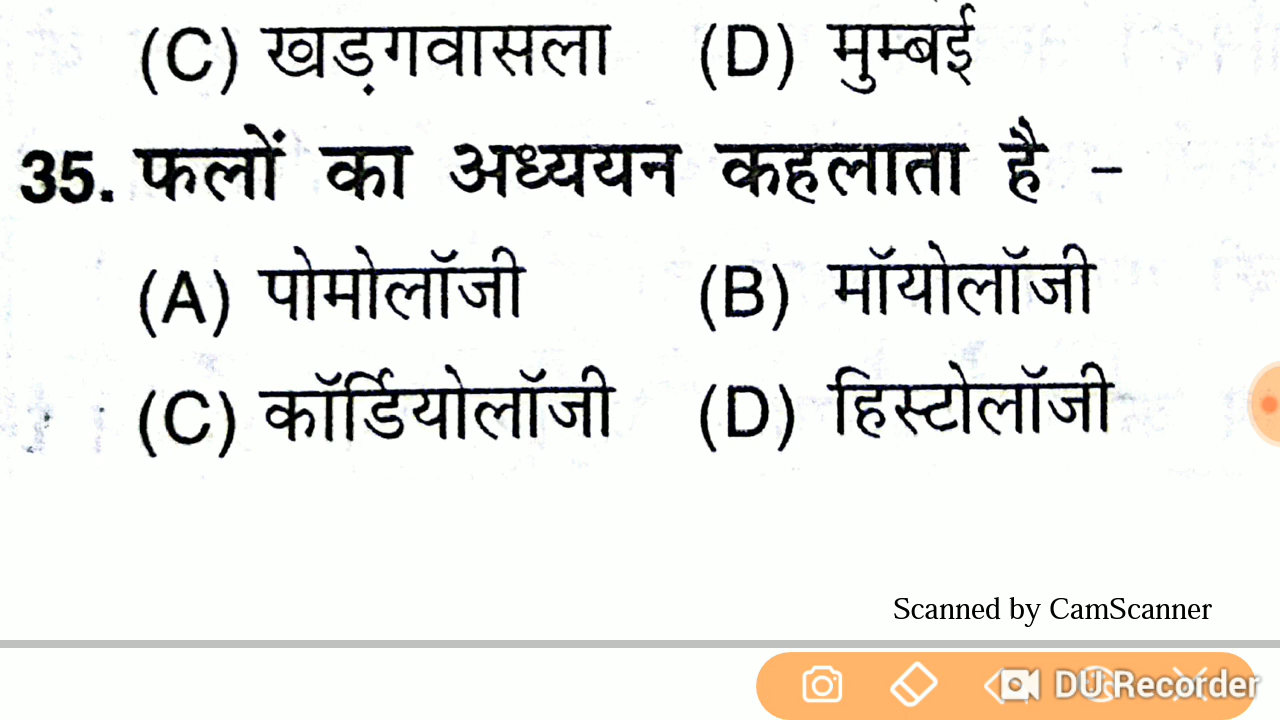 (C) खड़गवासला (D) मुम्बई
35. फलों का अध्ययन कहलाता है -
(A) पोमोलॉजी (B) मॉयोलॉजी
(C) कॉर्डियोलॉजी (D) हिस्टोलॉजी
Scanned by CamScanner
DU Recorder